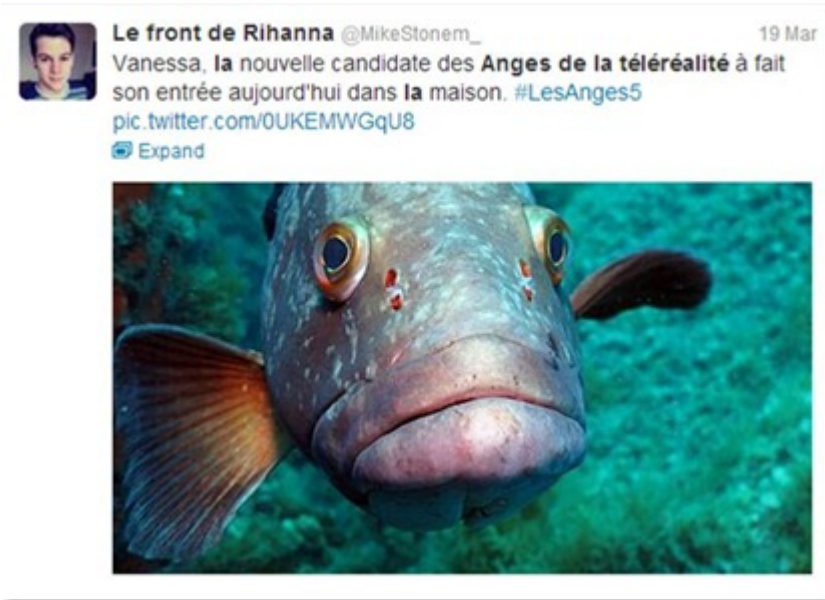 Le front de Rihanna @MikeStonem_ 19 Mar
Vanessa, la nouvelle candidate des Anges de la téléréalité à fait
son entrée aujourd'hui dans la maison. #LesAnges5
pic.twitter.com/0UKEMWGqU8
Expand